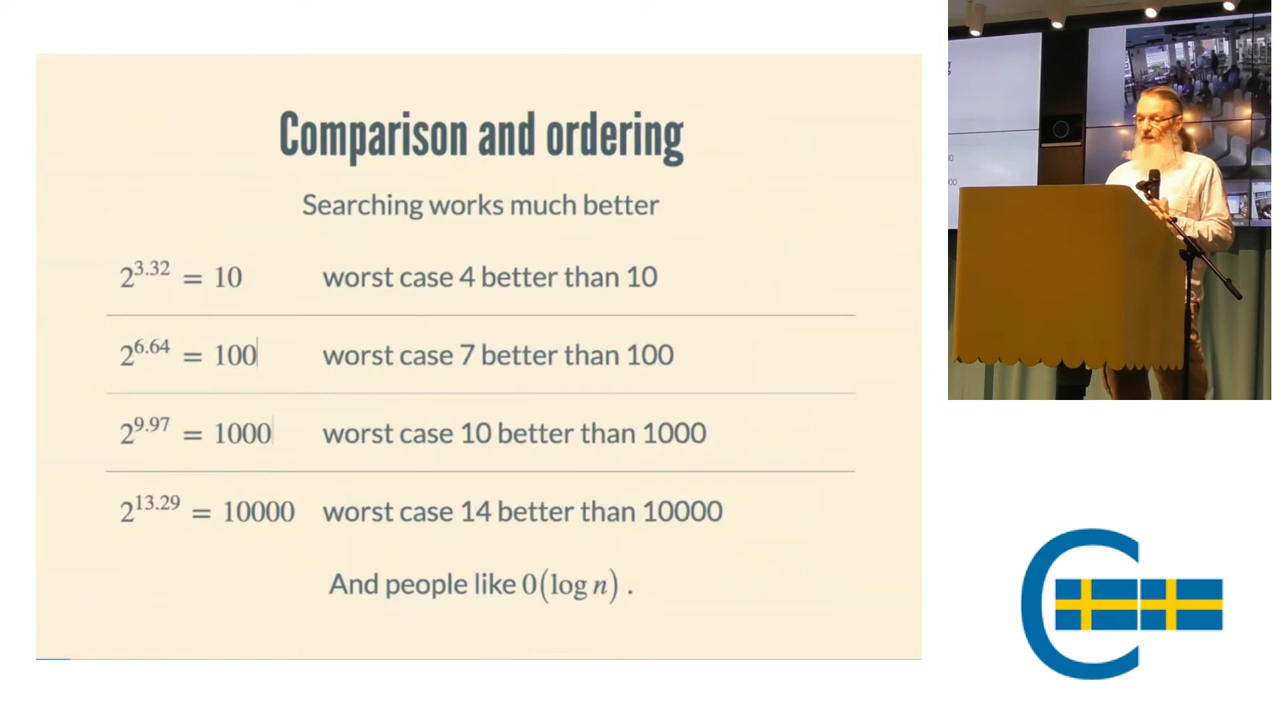 Comparison and ordering
Searching works much better
2^3.32 = 10 worst case 4 better than 10
2^6.64 = 100 worst case 7 better than 100
2^9.97 = 1000 worst case 10 better than 1000
2^13.29 = 10000 worst case 14 better than 10000
And people like 0(log n) .
C